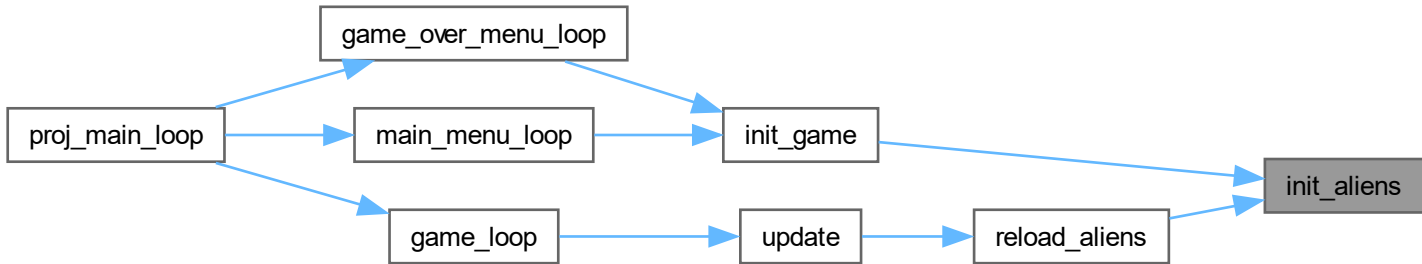 game_over_menu_loop
proj_main_loop
main_menu_loop
init_game
init_aliens
game_loop
update
reload_aliens